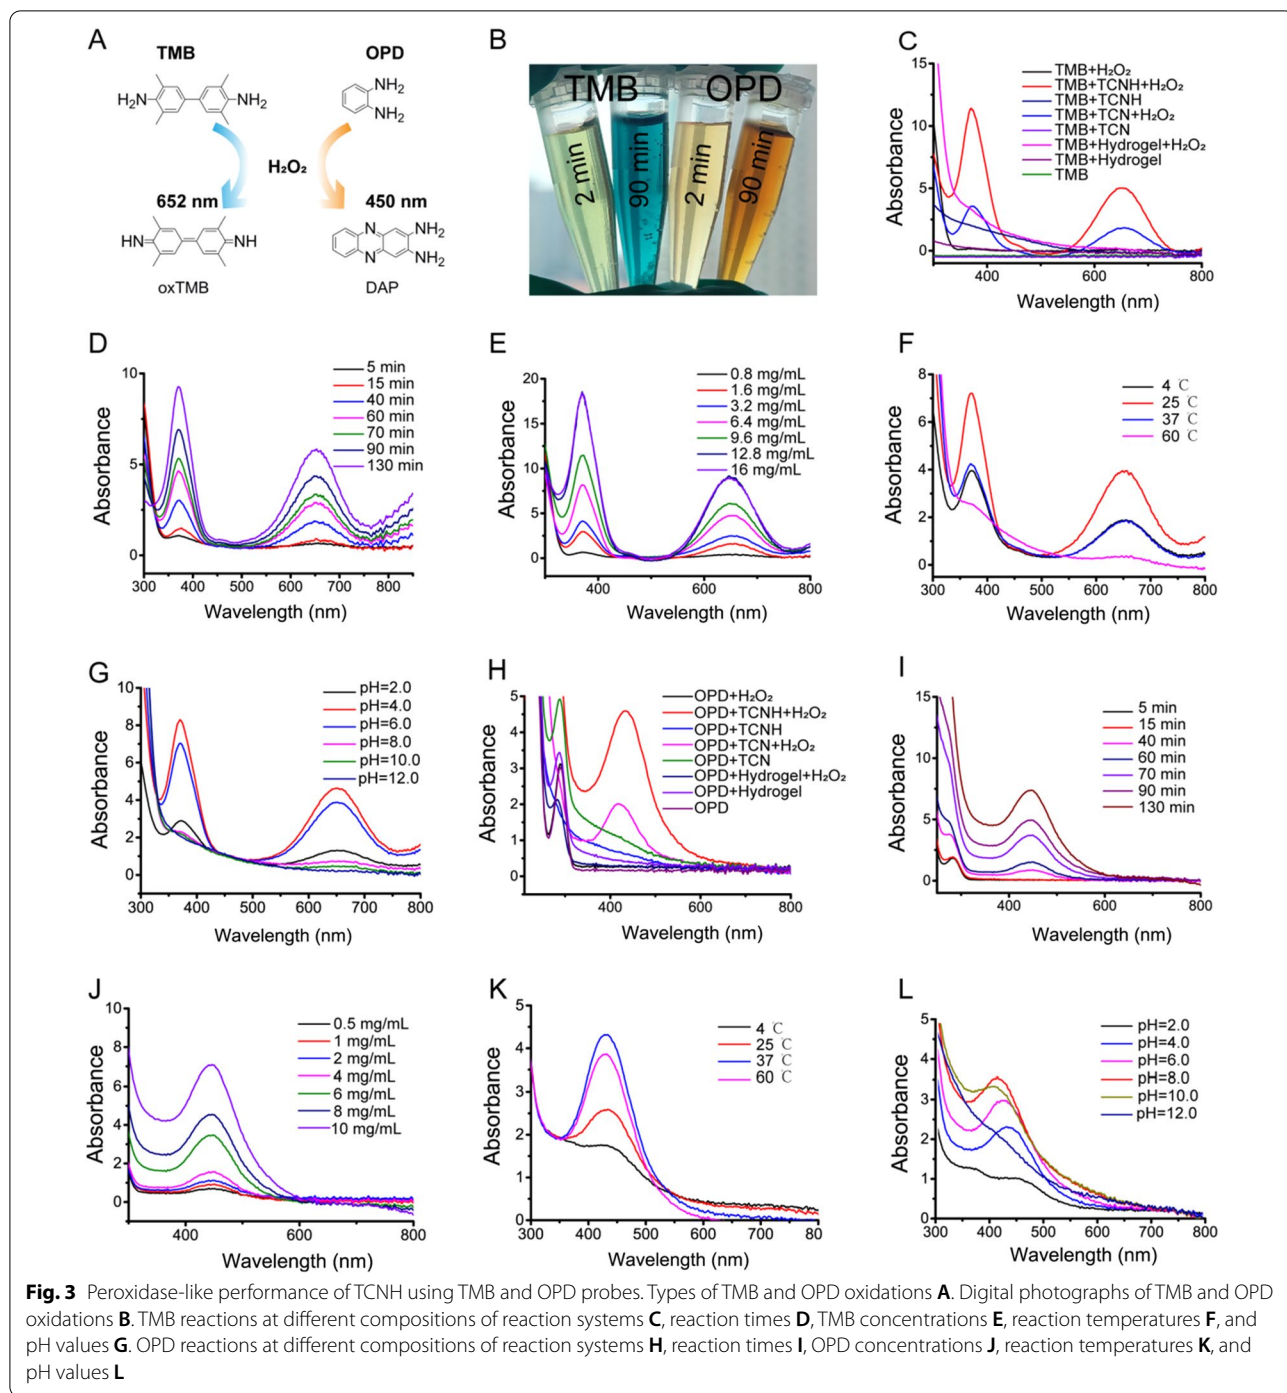 A
TMB
OPD
H₂N
NH₂
NH₂
NH₂
H₂O₂
652 nm
450 nm
HN
NH
N
N
NH₂
NH₂
oxTMB
DAP
B
TMB OPD
2 min
90 min
2 min
90 min
C
TMB+H₂O₂
TMB+TCNH+H₂O₂
TMB+TCNH
TMB+TCN+H₂O₂
TMB+TCN
TMB+Hydrogel+H₂O₂
TMB+Hydrogel
TMB
15
10
5
0
400 600 800
Absorbance
Wavelength (nm)
D
5 min
15 min
40 min
60 min
70 min
90 min
130 min
10
5
0
300 400 500 600 700 800
Absorbance
Wavelength (nm)
E
0.8 mg/mL
1.6 mg/mL
3.2 mg/mL
6.4 mg/mL
9.6 mg/mL
12.8 mg/mL
16 mg/mL
20
15
10
5
0
400 600 800
Absorbance
Wavelength (nm)
F
4 ℃
25 ℃
37 ℃
60 ℃
8
6
4
2
0
300 400 500 600 700 800
Absorbance
Wavelength (nm)
G
pH=2.0
pH=4.0
pH=6.0
pH=8.0
pH=10.0
pH=12.0
10
8
6
4
2
0
300 400 500 600 700 800
Absorbance
Wavelength (nm)
H
OPD+H₂O₂
OPD+TCNH+H₂O₂
OPD+TCNH
OPD+TCN+H₂O₂
OPD+TCN
OPD+Hydrogel+H₂O₂
OPD+Hydrogel
OPD
5
4
3
2
1
0
300 400 500 600 700 800
Absorbance
Wavelength (nm)
I
5 min
15 min
40 min
60 min
70 min
90 min
130 min
15
10
5
0
400 600 800
Absorbance
Wavelength (nm)
J
0.5 mg/mL
1 mg/mL
2 mg/mL
4 mg/mL
6 mg/mL
8 mg/mL
10 mg/mL
10
8
6
4
2
0
400 600 800
Absorbance
Wavelength (nm)
K
4 ℃
25 ℃
37 ℃
60 ℃
5
4
3
2
1
0
300 400 500 600 700 80
Absorbance
Wavelength (nm)
L
pH=2.0
pH=4.0
pH=6.0
pH=8.0
pH=10.0
pH=12.0
5
4
3
2
1
0
300 400 500 600 700 800
Absorbance
Wavelength (nm)
Fig. 3 Peroxidase-like performance of TCNH using TMB and OPD probes. Types of TMB and OPD oxidations A. Digital photographs of TMB and OPD
oxidations B. TMB reactions at different compositions of reaction systems C, reaction times D, TMB concentrations E, reaction temperatures F, and
pH values G. OPD reactions at different compositions of reaction systems H, reaction times I, OPD concentrations J, reaction temperatures K, and
pH values L